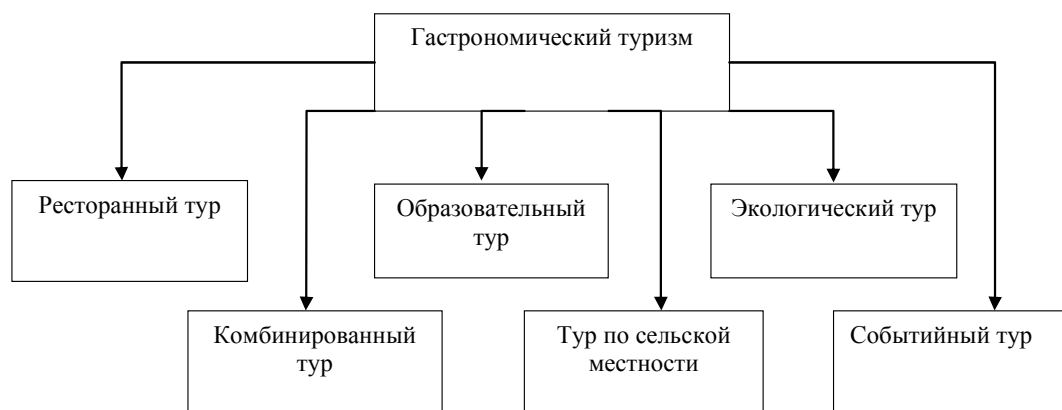 Гастрономический туризм
Ресторанный тур
Образовательный
тур
Экологический тур
Комбинированный
тур
Тур по сельской
местности
Событийный тур